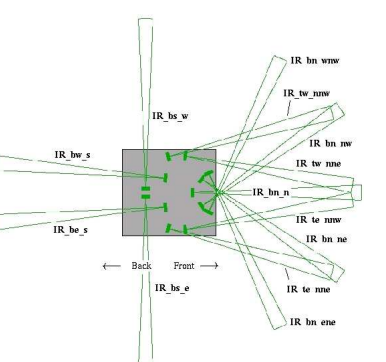 IR bn wnw
IR_tw_nnw
IR_bs_w
IR bn nw
IR_bw_s
IR tw nne
IR_bn_n
IR te nnw
IR_be_s
IR bn ne
Back Front
IR_bs_e
IR te nne
IR bn ene